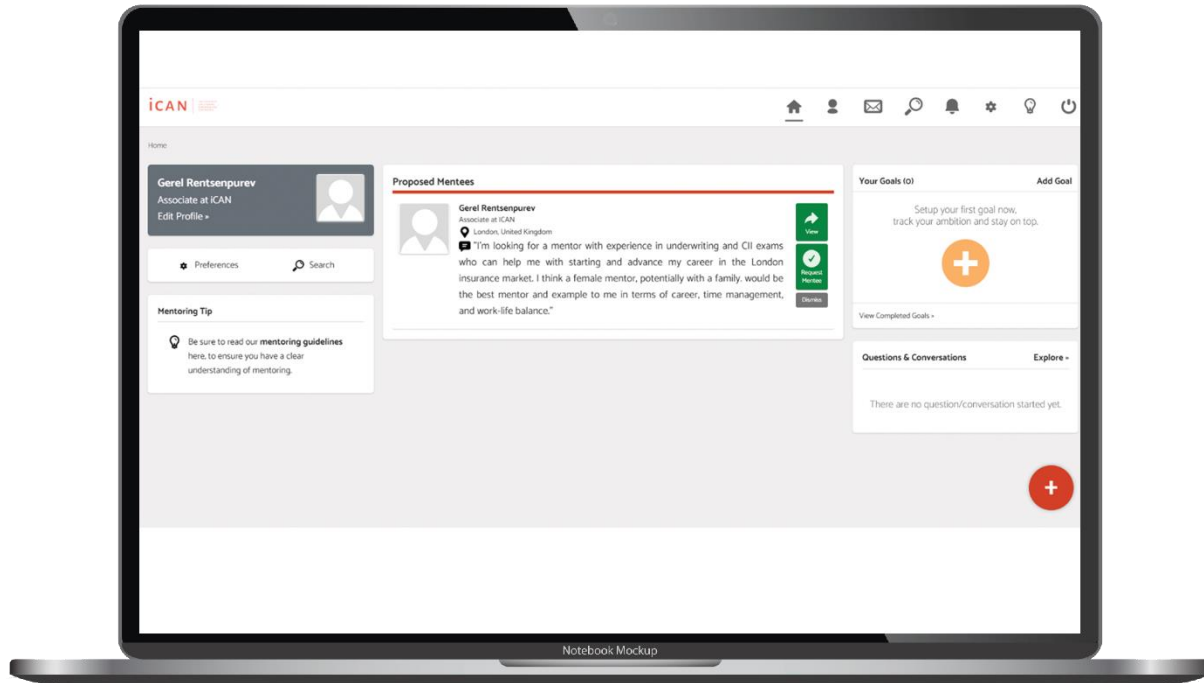 iCAN
Home
Gerel Rentsenpurev
Associate at iCAN
Edit Profile »
Preferences
Search
Mentoring Tip
Be sure to read our mentoring guidelines
here, to ensure you have a clear
understanding of mentoring.
Proposed Mentees
Gerel Rentsenpurev
Associate at iCAN
London, United Kingdom
"I'm looking for a mentor with experience in underwriting and CII exams
who can help me with starting and advance my career in the London
insurance market. I think a female mentor, potentially with a family. would be
the best mentor and example to me in terms of career, time management,
and work-life balance."
View
Request
Mentee
Dismiss
Your Goals (0)
Add Goal
Setup your first goal now,
track your ambition and stay on top.
View Completed Goals »
Questions & Conversations
Explore »
There are no question/conversation started yet.
Notebook Mockup